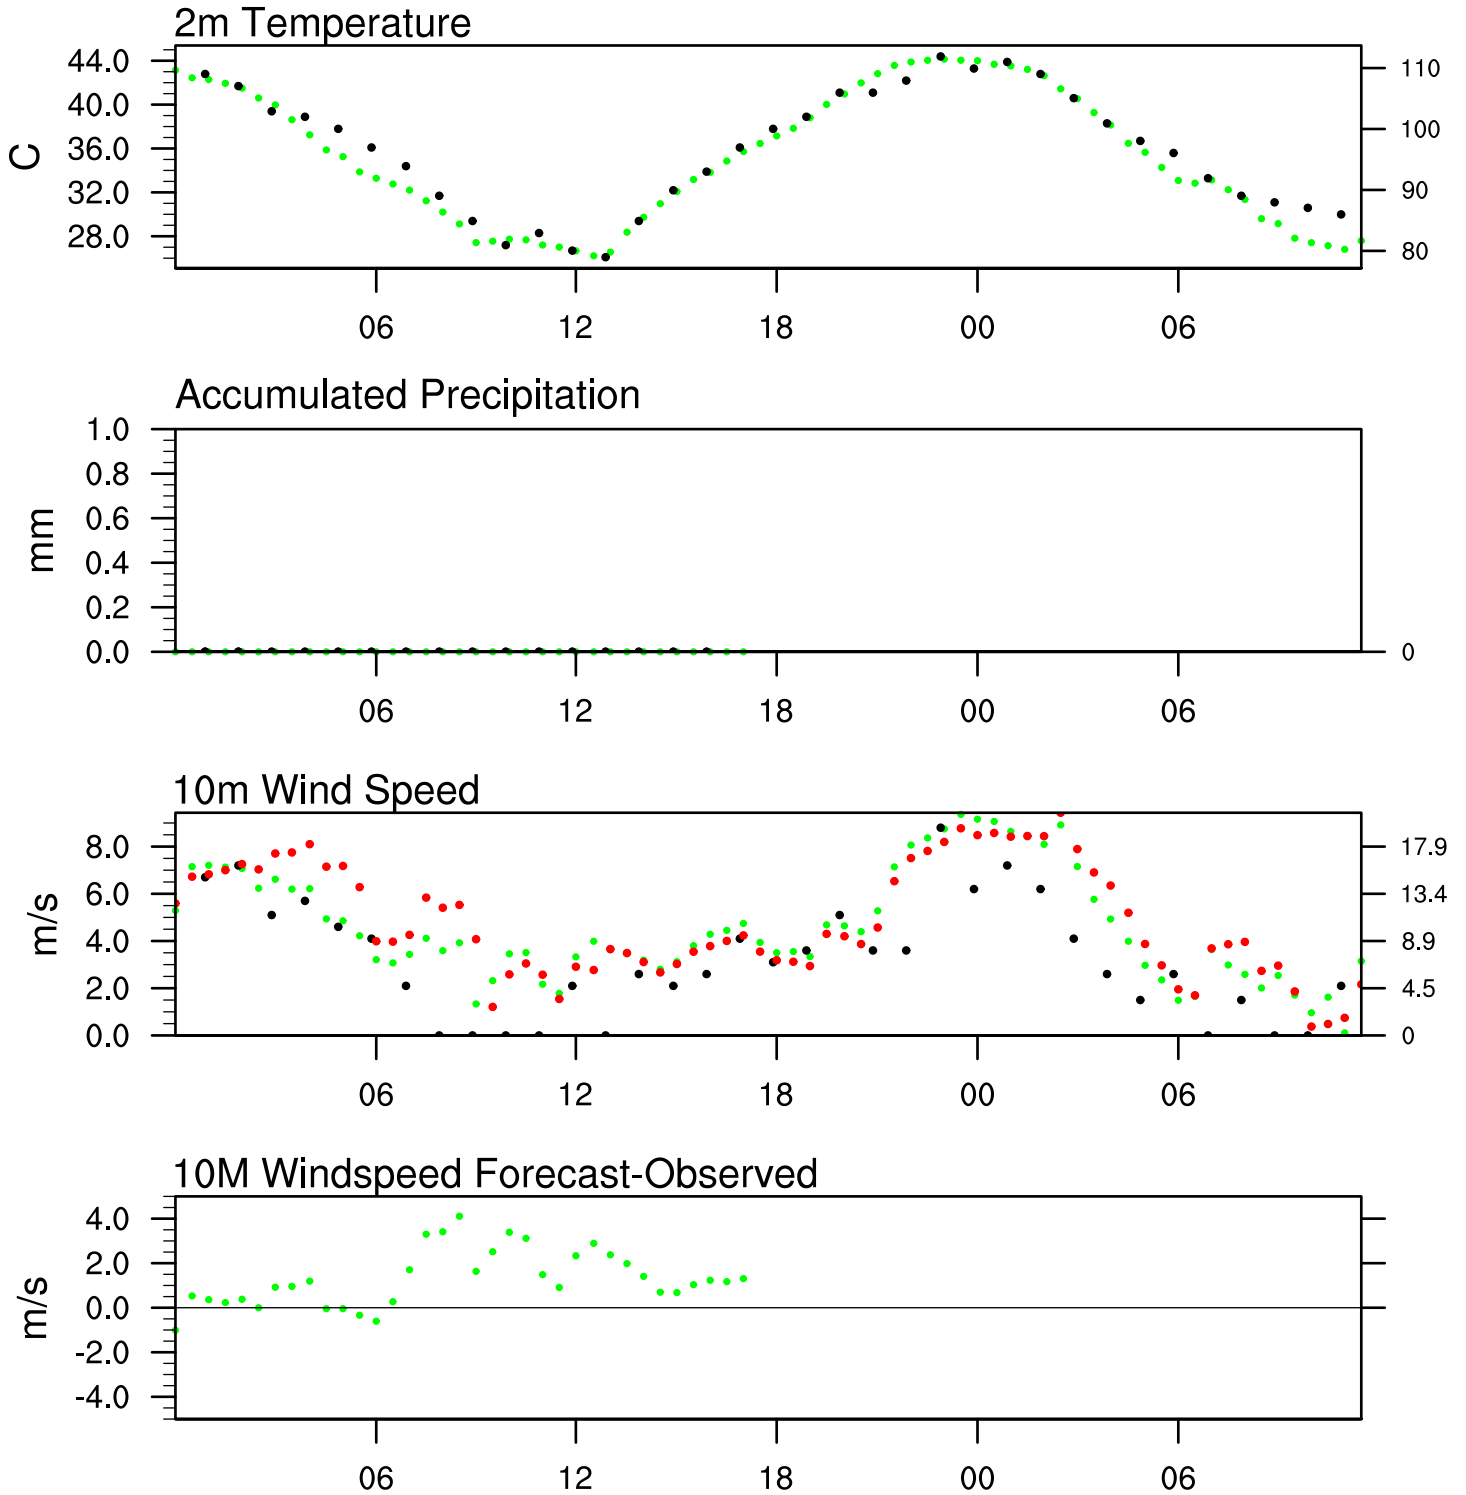 2m Temperature
44.0 110
40.0
36.0 100
C
32.0 90
28.0 80
06 12 18 00 06
Accumulated Precipitation
1.0
0.8
0.6
mm
0.4
0.2
0.0 0
06 12 18 00 06
10m Wind Speed
8.0 17.9
6.0 13.4
m/s
4.0 8.9
2.0 4.5
0.0 0
06 12 18 00 06
10M Windspeed Forecast-Observed
4.0
2.0
m/s
0.0
-2.0
-4.0
06 12 18 00 06